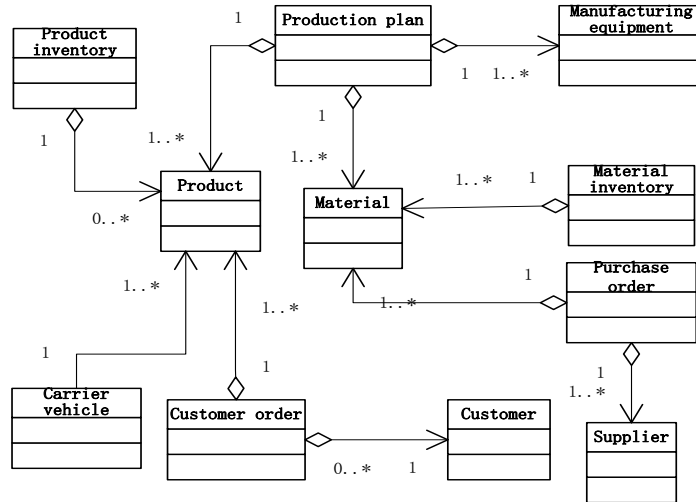 Product
inventory
1
Production plan
Manufacturing
equipment
1
1..*
1
1..*
1
1..*
Product
0..*
Material
1..*
1
Material
inventory
1..*
1..*
1
1..*
Purchase
order
1
1
1
1..*
Carrier
vehicle
Customer order
Customer
0..*
1
Supplier